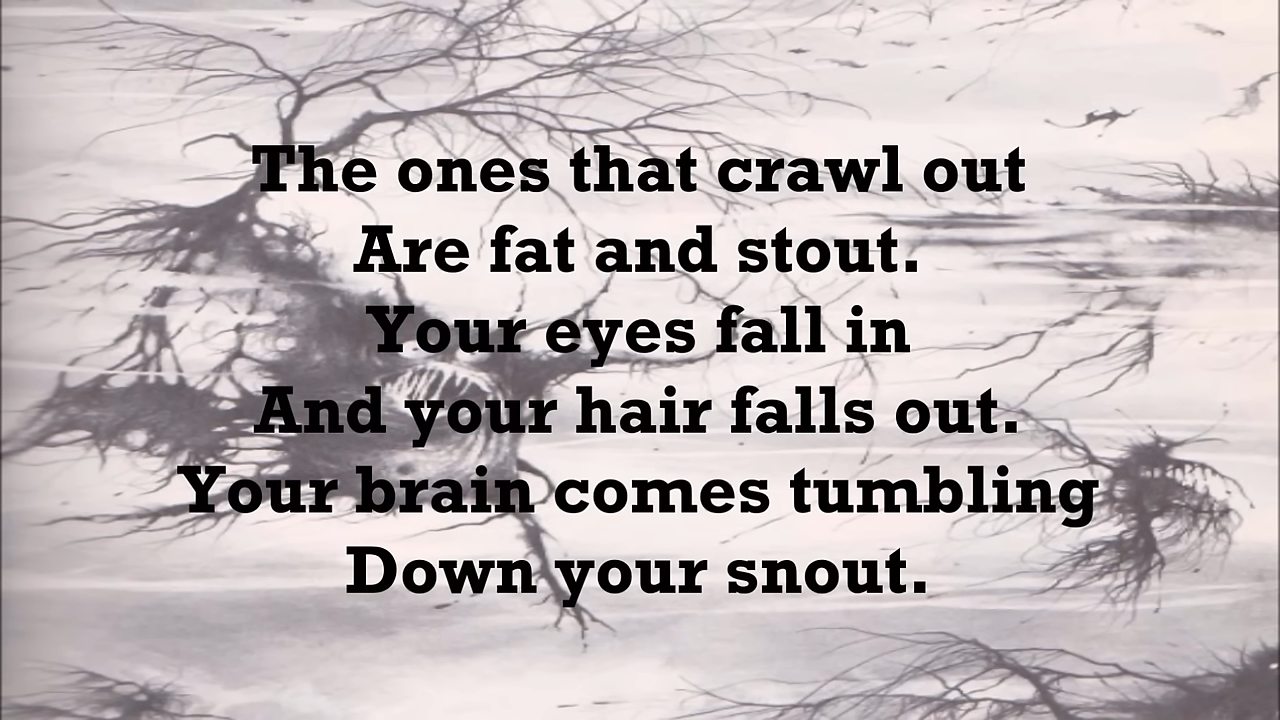 The ones that crawl out
Are fat and stout.
Your eyes fall in
And your hair falls out.
Your brain comes tumbling
Down your snout.